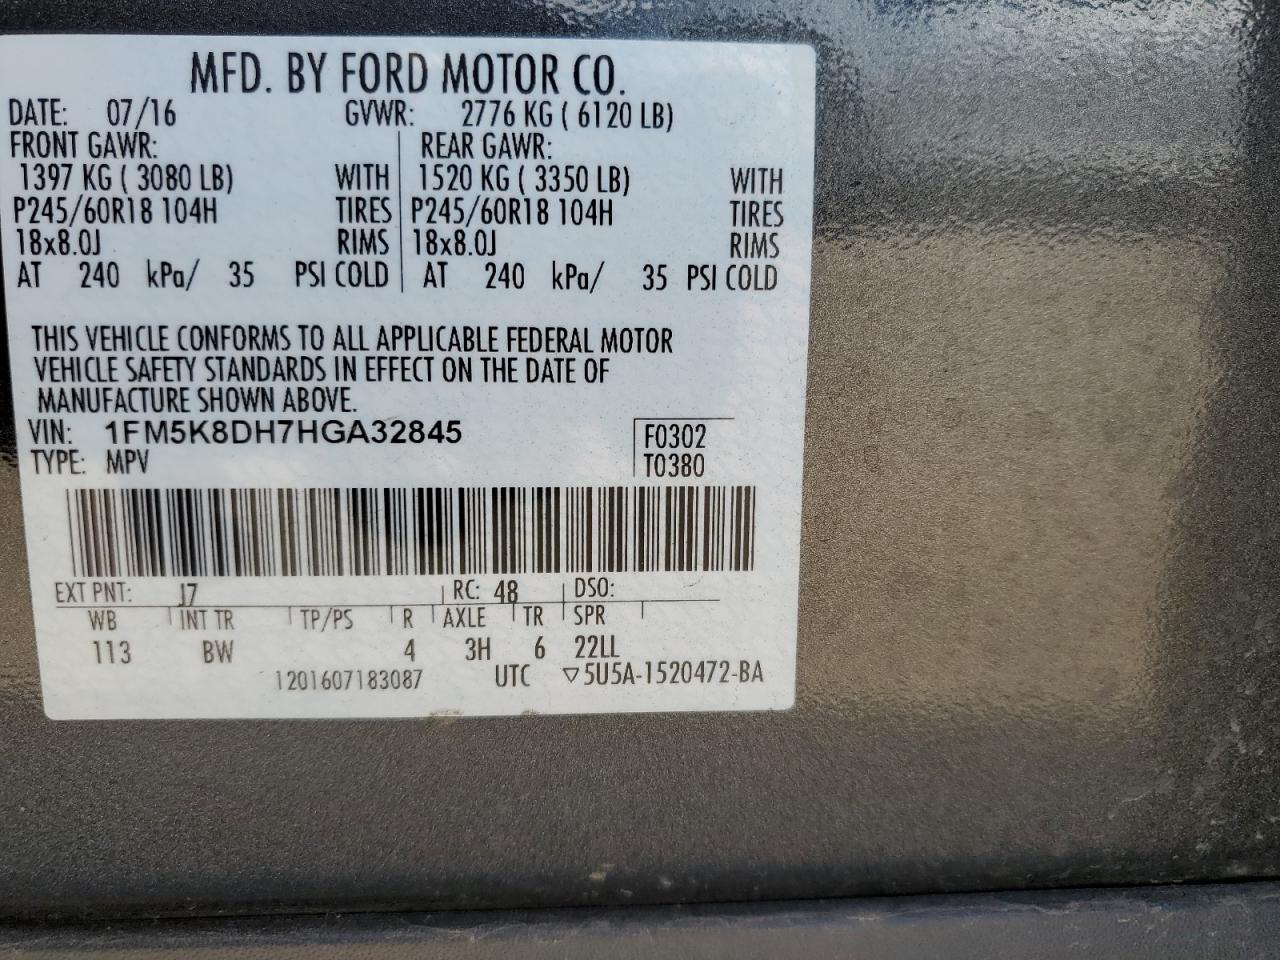 MFD. BY FORD MOTOR CO.
DATE: 07/16 GVWR: 2776 KG ( 6120 LB)
FRONT GAWR: REAR GAWR:
1397 KG ( 3080 LB) WITH 1520 KG ( 3350 LB) WITH
P245/60R18 104H TIRES P245/60R18 104H TIRES
18x8.0J RIMS 18x8.0J RIMS
AT 240 kPa/ 35 PSI COLD AT 240 kPa/ 35 PSI COLD
THIS VEHICLE CONFORMS TO ALL APPLICABLE FEDERAL MOTOR
VEHICLE SAFETY STANDARDS IN EFFECT ON THE DATE OF
MANUFACTURE SHOWN ABOVE.
VIN: 1FM5K8DH7HGA32845 F0302
TYPE: MPV T0380
EXT PNT: J7 RC: 48 DSO:
WB INT TR TP/PS R AXLE TR SPR
113 BW 4 3H 6 22LL
1201607183087 UTC ▽5U5A-1520472-BA